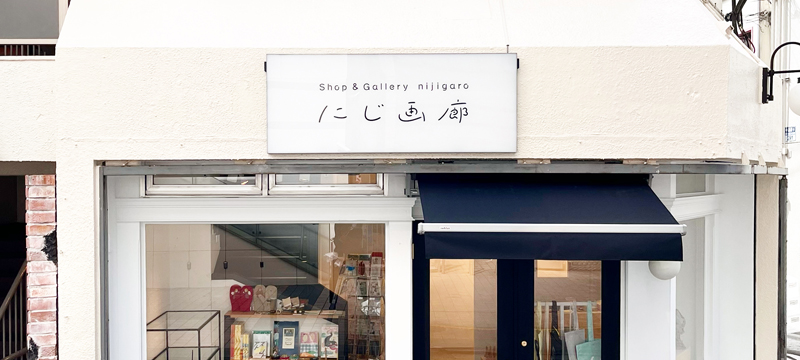 Shop & Gallery nijigaro
にじ画廊